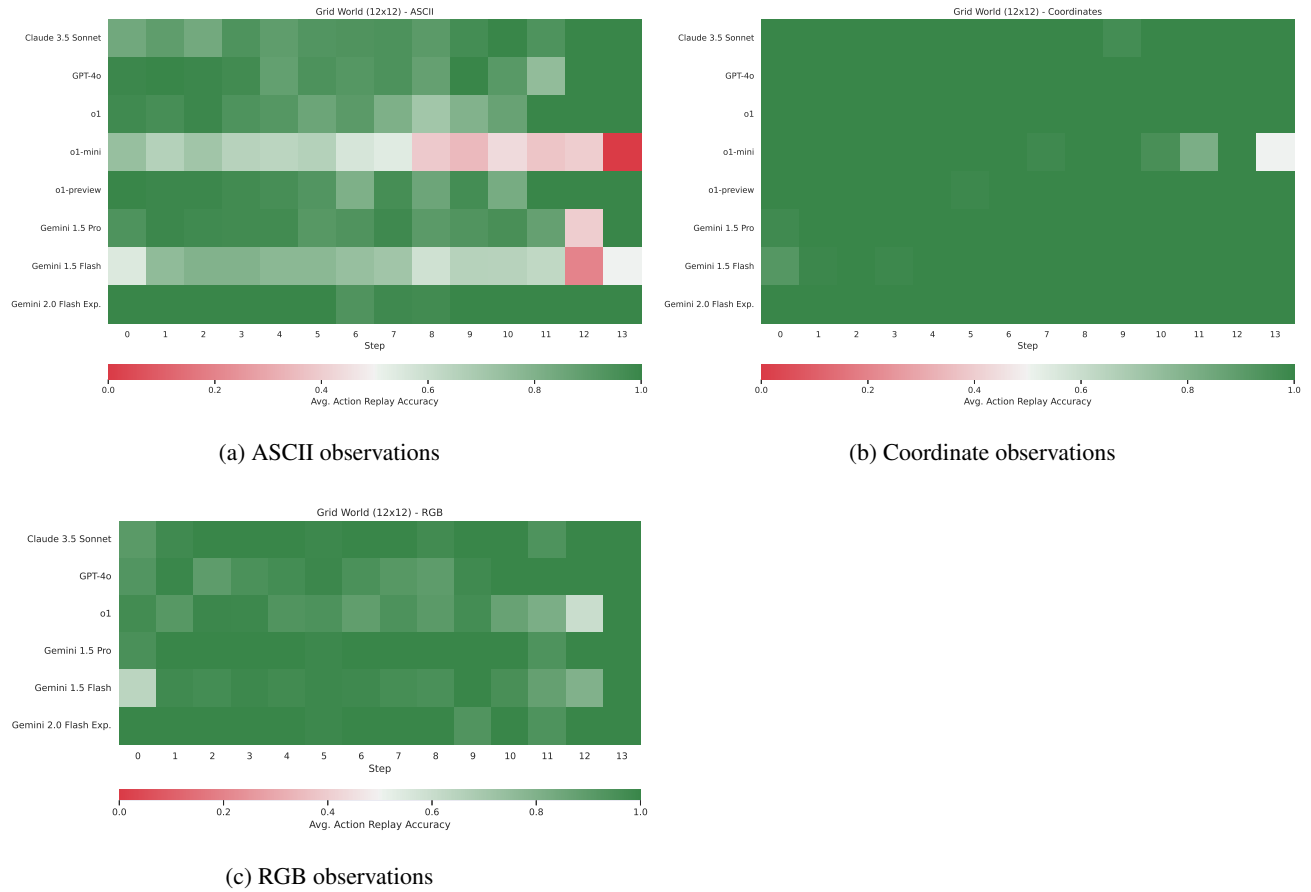 Grid World (12x12) - ASCII
Claude 3.5 Sonnet
GPT-4o
o1
o1-mini
o1-preview
Gemini 1.5 Pro
Gemini 1.5 Flash
Gemini 2.0 Flash Exp.
0 1 2 3 4 5 6 7 8 9 10 11 12 13
Step
0.0 0.2 0.4 0.6 0.8 1.0
Avg. Action Replay Accuracy
(a) ASCII observations
Grid World (12x12) - Coordinates
Claude 3.5 Sonnet
GPT-4o
o1
o1-mini
o1-preview
Gemini 1.5 Pro
Gemini 1.5 Flash
Gemini 2.0 Flash Exp.
0 1 2 3 4 5 6 7 8 9 10 11 12 13
Step
0.0 0.2 0.4 0.6 0.8 1.0
Avg. Action Replay Accuracy
(b) Coordinate observations
Grid World (12x12) - RGB
Claude 3.5 Sonnet
GPT-4o
o1
Gemini 1.5 Pro
Gemini 1.5 Flash
Gemini 2.0 Flash Exp.
0 1 2 3 4 5 6 7 8 9 10 11 12 13
Step
0.0 0.2 0.4 0.6 0.8 1.0
Avg. Action Replay Accuracy
(c) RGB observations